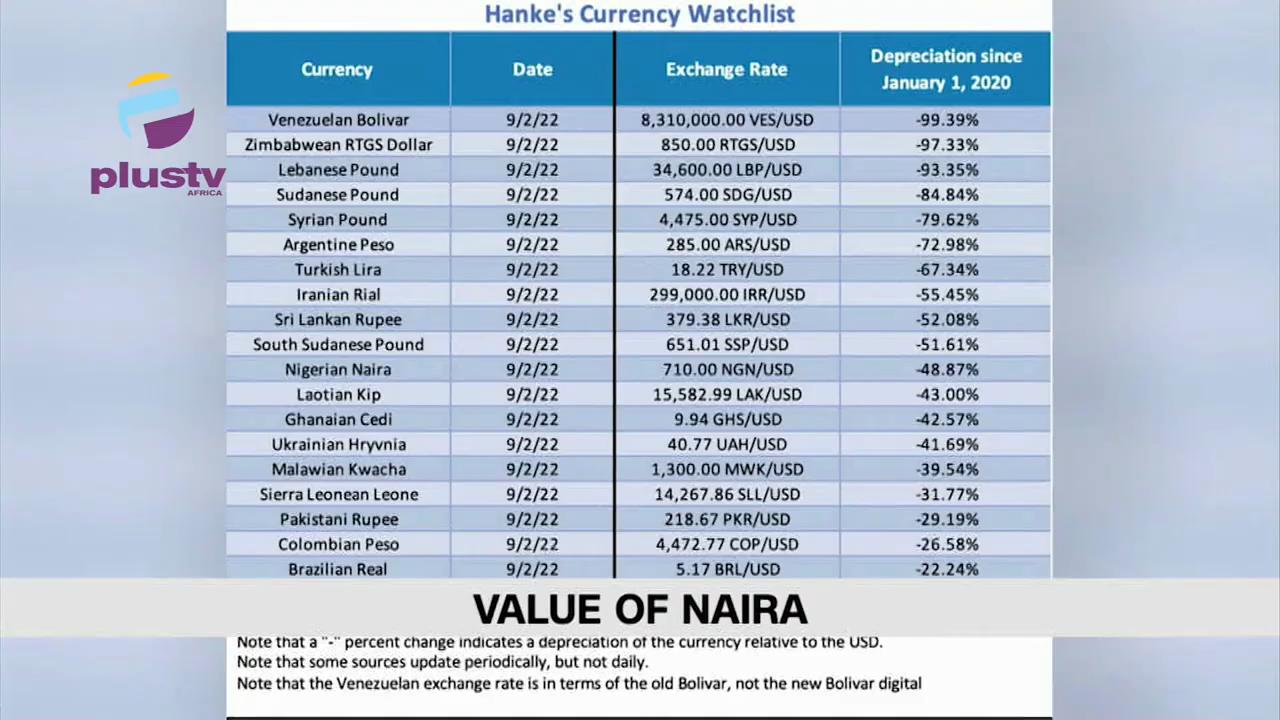 Hanke's Currency Watchlist
Currency Date Exchange Rate Depreciation since January 1, 2020
Venezuelan Bolivar 9/2/22 8,310,000.00 VES/USD -99.39%
Zimbabwean RTGS Dollar 9/2/22 850.00 RTGS/USD -97.33%
Lebanese Pound 9/2/22 34,600.00 LBP/USD -93.35%
Sudanese Pound 9/2/22 574.00 SDG/USD -84.84%
Syrian Pound 9/2/22 4,475.00 SYP/USD -79.62%
Argentine Peso 9/2/22 285.00 ARS/USD -72.98%
Turkish Lira 9/2/22 18.22 TRY/USD -67.34%
Iranian Rial 9/2/22 299,000.00 IRR/USD -55.45%
Sri Lankan Rupee 9/2/22 379.38 LKR/USD -52.08%
South Sudanese Pound 9/2/22 651.01 SSP/USD -51.61%
Nigerian Naira 9/2/22 710.00 NGN/USD -48.87%
Laotian Kip 9/2/22 15,582.99 LAK/USD -43.00%
Ghanaian Cedi 9/2/22 9.94 GHS/USD -42.57%
Ukrainian Hryvnia 9/2/22 40.77 UAH/USD -41.69%
Malawian Kwacha 9/2/22 1,300.00 MWK/USD -39.54%
Sierra Leonean Leone 9/2/22 14,267.86 SLL/USD -31.77%
Pakistani Rupee 9/2/22 218.67 PKR/USD -29.19%
Colombian Peso 9/2/22 4,472.77 COP/USD -26.58%
Brazilian Real 9/2/22 5.17 BRL/USD -22.24%
plustv
AFRICA
VALUE OF NAIRA
Note that a "-" percent change indicates a depreciation of the currency relative to the USD.
Note that some sources update periodically, but not daily.
Note that the Venezuelan exchange rate is in terms of the old Bolivar, not the new Bolivar digital